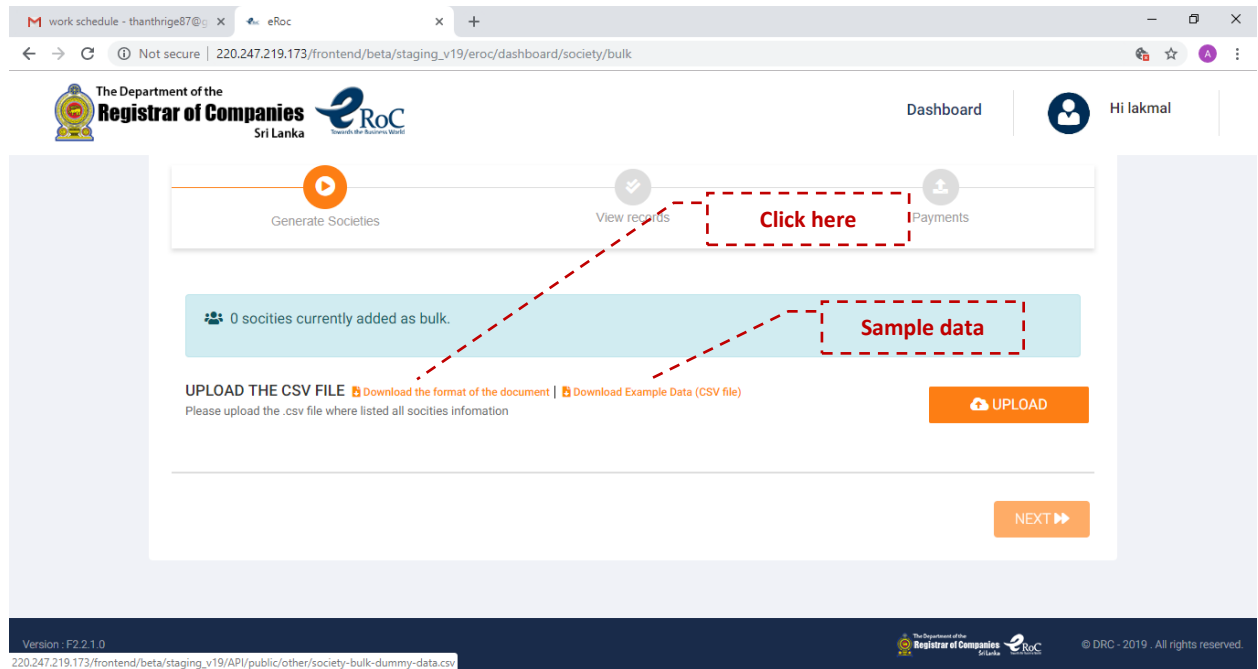 work schedule - thanthrige87@g
eRoc
Not secure | 220.247.219.173/frontend/beta/staging_v19/eroc/dashboard/society/bulk
A
The Department of the
Registrar of Companies
Sri Lanka
eRoC
Towards the Business World
Dashboard
Hi lakmal
Generate Societies
View records
Click here
Payments
0 socities currently added as bulk.
Sample data
UPLOAD THE CSV FILE Download the format of the document | Download Example Data (CSV file)
Please upload the .csv file where listed all socities infomation
UPLOAD
NEXT
Version : F2.2.1.0
The Department of the
Registrar of Companies
Sri Lanka
eRoC
© DRC - 2019 . All rights reserved.
220.247.219.173/frontend/beta/staging_v19/API/public/other/society-bulk-dummy-data.csv